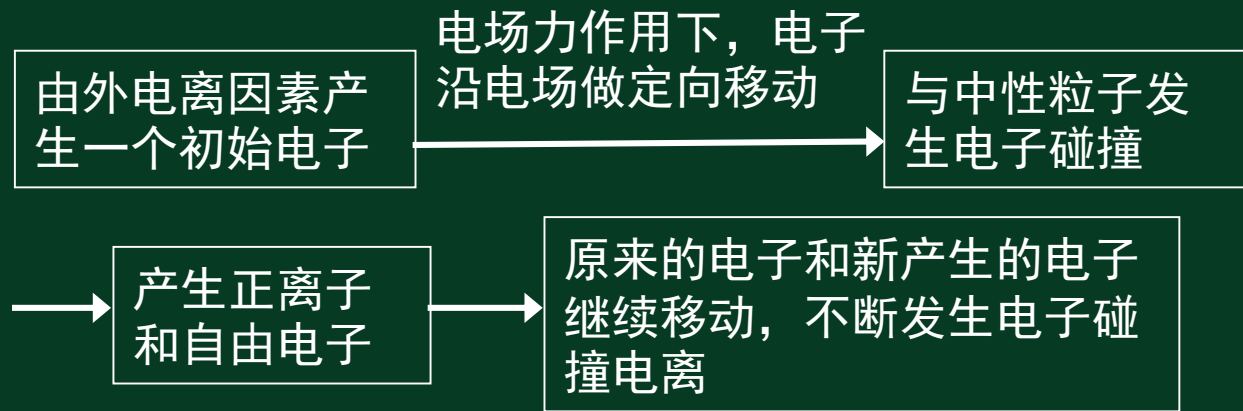 由外电离因素产
生一个初始电子
电场力作用下，电子
沿电场做定向移动
与中性粒子发
生电子碰撞
产生正离子
和自由电子
原来的电子和新产生的电子
继续移动，不断发生电子碰
撞电离